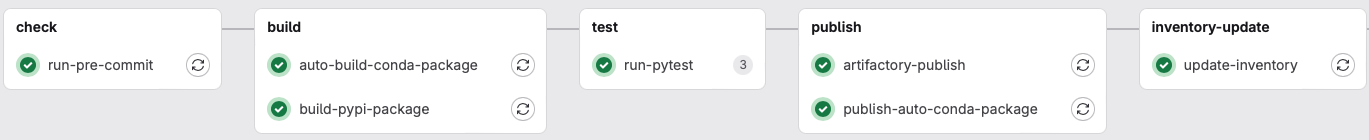 check
run-pre-commit
build
auto-build-conda-package
build-pypi-package
test
run-pytest 3
publish
artifactory-publish
publish-auto-conda-package
inventory-update
update-inventory